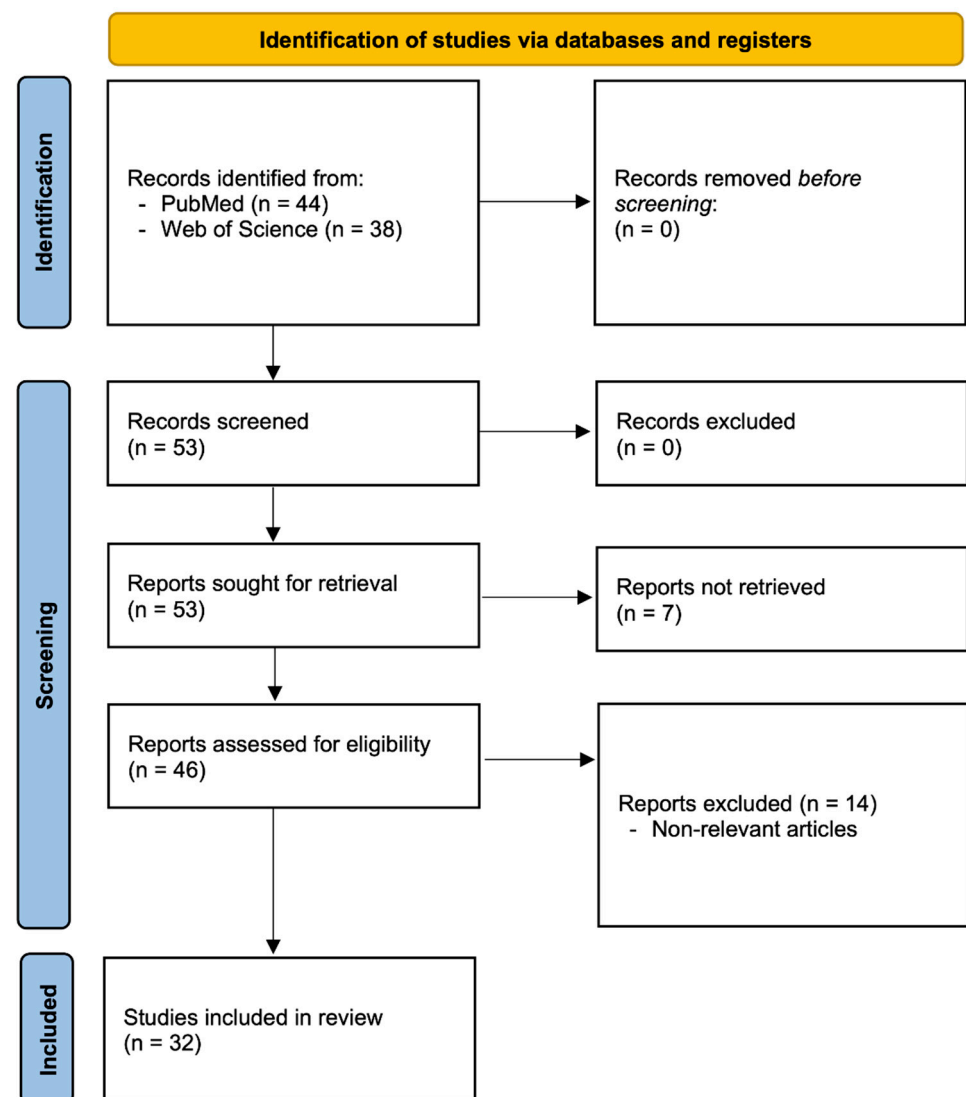 Identification of studies via databases and registers
Identification
Records identified from:
- PubMed (n = 44)
- Web of Science (n = 38)
Records removed before
screening:
(n = 0)
Screening
Records screened
(n = 53)
Records excluded
(n = 0)
Reports sought for retrieval
(n = 53)
Reports not retrieved
(n = 7)
Reports assessed for eligibility
(n = 46)
Reports excluded (n = 14)
- Non-relevant articles
Included
Studies included in review
(n = 32)